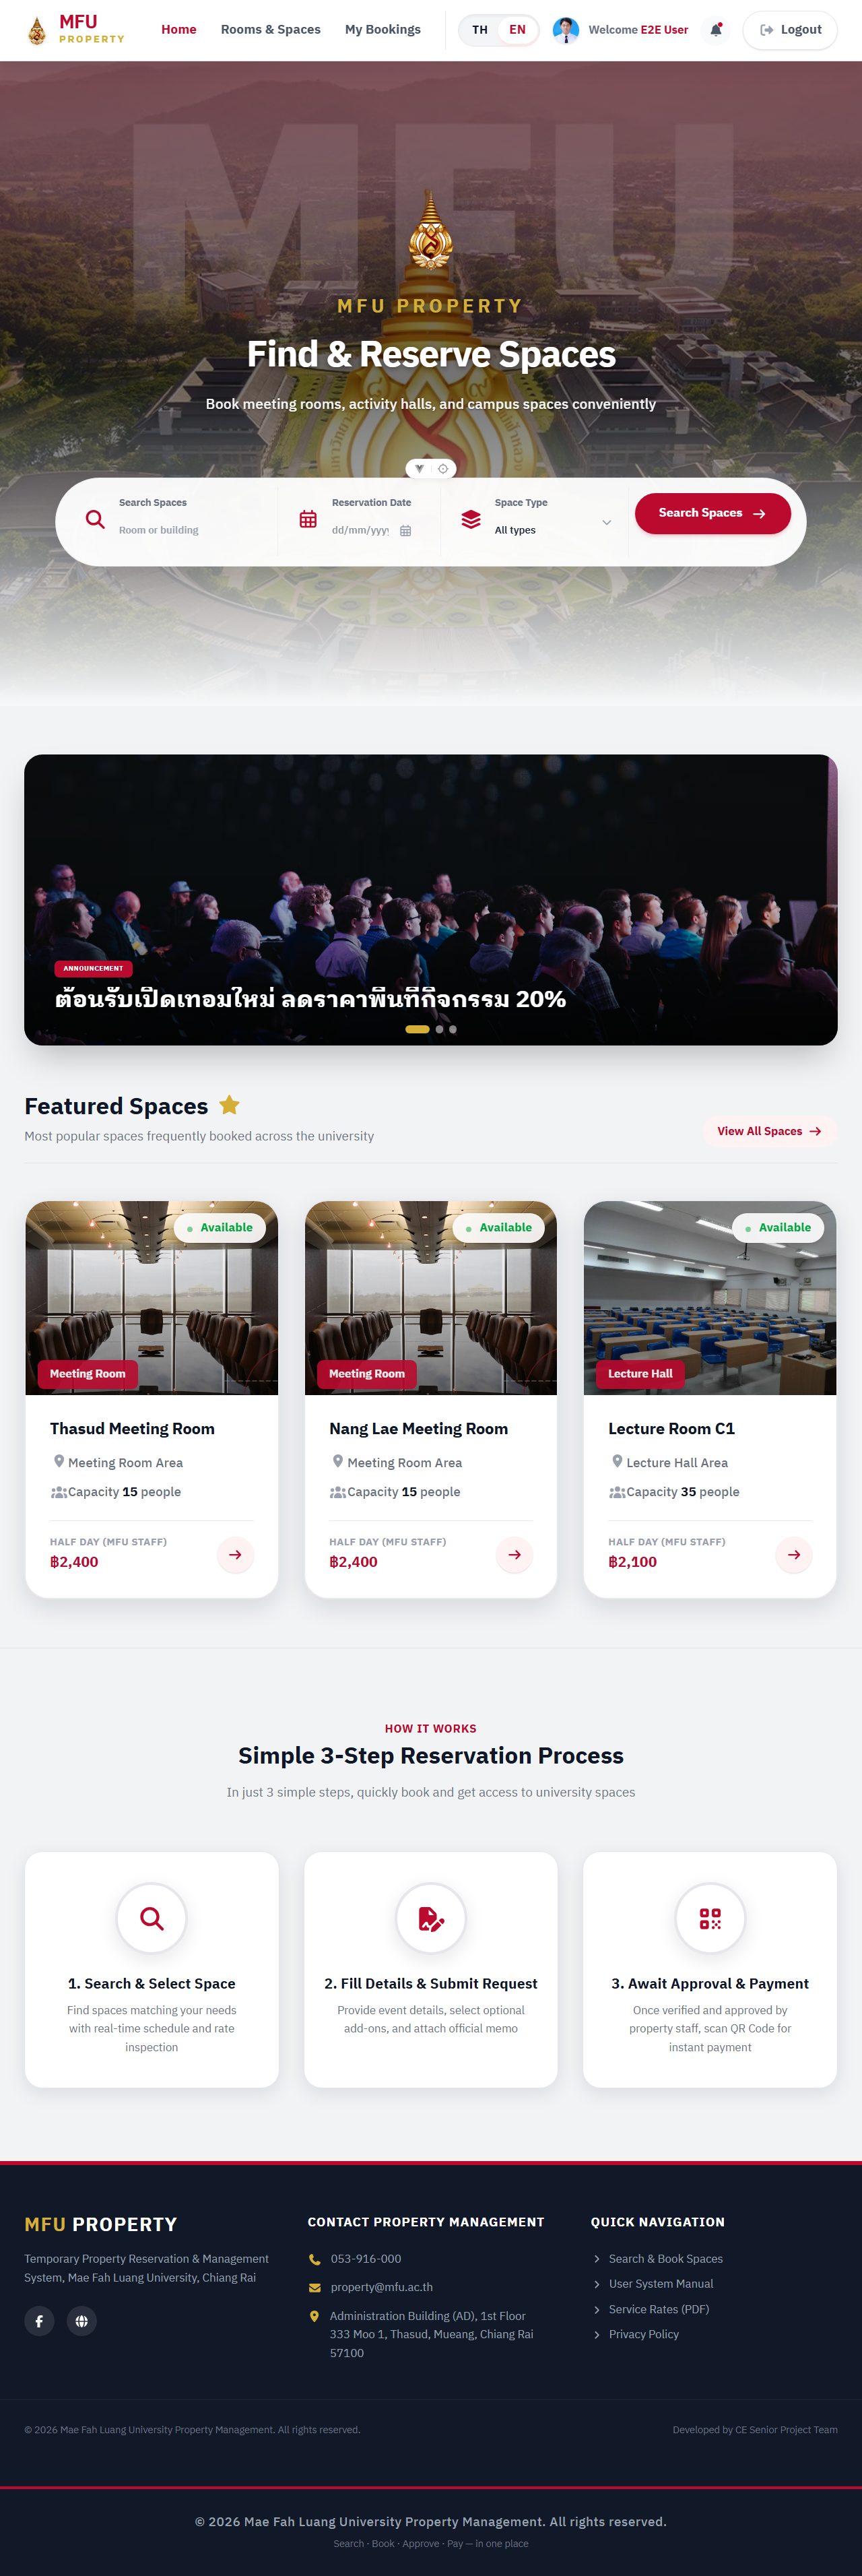 MFU
PROPERTY
Home
Rooms & Spaces
My Bookings
TH
EN
Welcome E2E User
Logout
MFU
MFU PROPERTY
Find & Reserve Spaces
Book meeting rooms, activity halls, and campus spaces conveniently
Search Spaces
Room or building
Reservation Date
dd/mm/yyy
Space Type
All types
Search Spaces
ANNOUNCEMENT
ต้อนรับเปิดเทอมใหม่ ลดราคาพื้นที่กิจกรรม 20%
Featured Spaces
Most popular spaces frequently booked across the university
View All Spaces
Available
Meeting Room
Thasud Meeting Room
Meeting Room Area
Capacity 15 people
HALF DAY (MFU STAFF)
฿2,400
Available
Meeting Room
Nang Lae Meeting Room
Meeting Room Area
Capacity 15 people
HALF DAY (MFU STAFF)
฿2,400
Available
Lecture Hall
Lecture Room C1
Lecture Hall Area
Capacity 35 people
HALF DAY (MFU STAFF)
฿2,100
HOW IT WORKS
Simple 3-Step Reservation Process
In just 3 simple steps, quickly book and get access to university spaces
1. Search & Select Space
Find spaces matching your needs
with real-time schedule and rate
inspection
2. Fill Details & Submit Request
Provide event details, select optional
add-ons, and attach official memo
3. Await Approval & Payment
Once verified and approved by
property staff, scan QR Code for
instant payment
MFU PROPERTY
Temporary Property Reservation & Management
System, Mae Fah Luang University, Chiang Rai
CONTACT PROPERTY MANAGEMENT
053-916-000
property@mfu.ac.th
Administration Building (AD), 1st Floor
333 Moo 1, Thasud, Mueang, Chiang Rai
57100
QUICK NAVIGATION
Search & Book Spaces
User System Manual
Service Rates (PDF)
Privacy Policy
© 2026 Mae Fah Luang University Property Management. All rights reserved.
Developed by CE Senior Project Team
© 2026 Mae Fah Luang University Property Management. All rights reserved.
Search · Book · Approve · Pay — in one place